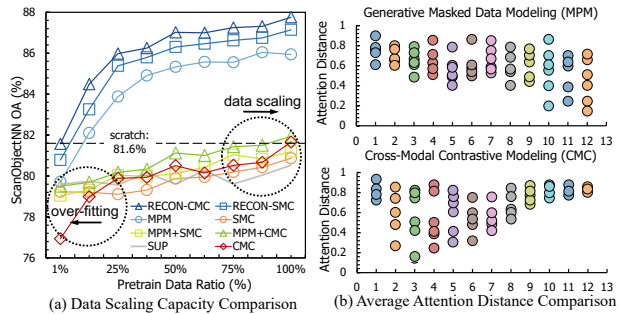 ScanObjectNN OA (%)
88
86
84
82
80
78
76
scratch:
81.6%
data scaling
over-fitting
RECON-CMC
RECON-SMC
MPM
SMC
MPM+SMC
MPM+CMC
SUP
CMC
1%
25%
50%
75%
100%
Pretrain Data Ratio (%)
(a) Data Scaling Capacity Comparison
Generative Masked Data Modeling (MPM)
Attention Distance
1
0.8
0.6
0.4
0.2
0
0 1 2 3 4 5 6 7 8 9 10 11 12 13
Cross-Modal Contrastive Modeling (CMC)
Attention Distance
1
0.8
0.6
0.4
0.2
0
0 1 2 3 4 5 6 7 8 9 10 11 12 13
(b) Average Attention Distance Comparison